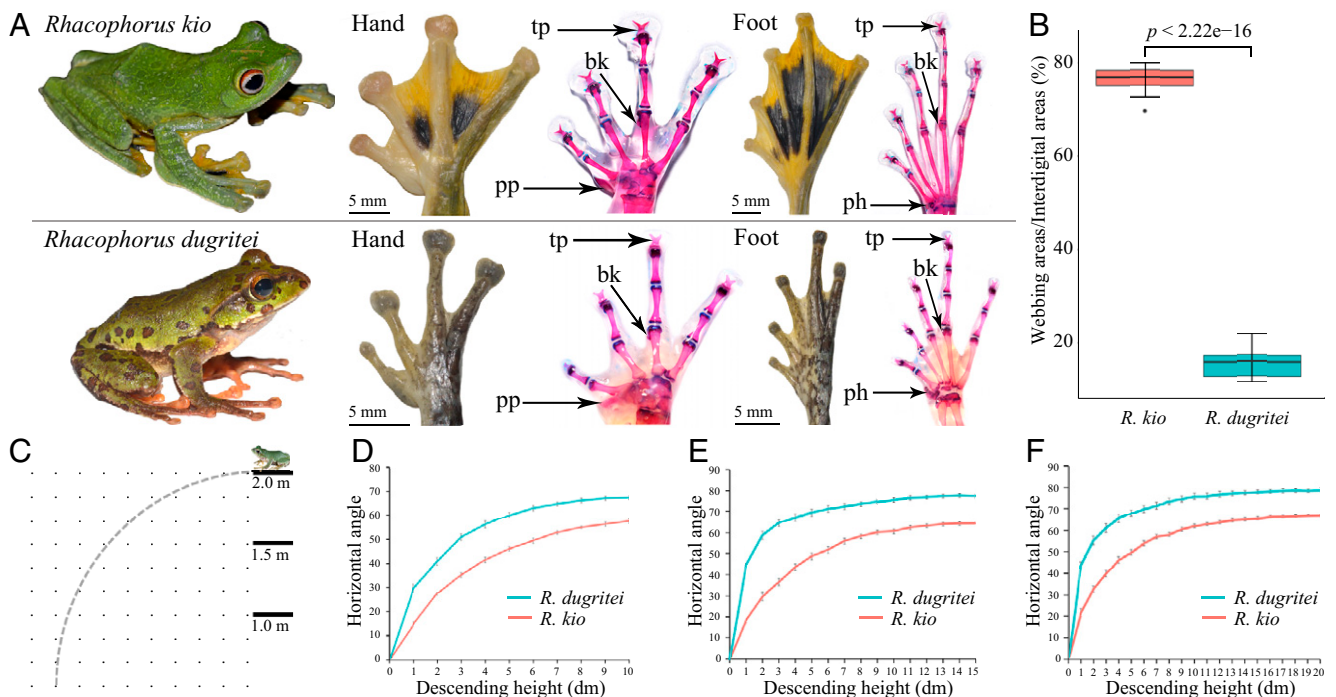 A
Rhacophorus kio
Hand
tp
bk
pp
5 mm
Foot
tp
bk
ph
5 mm
Rhacophorus dugritei
Hand
tp
bk
pp
5 mm
Foot
tp
bk
ph
5 mm
B
p < 2.22e−16
Webbing areas/Interdigital areas (%)
80
60
40
20
R. kio R. dugritei
C
2.0 m
1.5 m
1.0 m
D
Horizontal angle
80
70
60
50
40
30
20
10
0
R. dugritei
R. kio
0 1 2 3 4 5 6 7 8 9 10
Descending height (dm)
E
Horizontal angle
90
80
70
60
50
40
30
20
10
0
R. dugritei
R. kio
0 1 2 3 4 5 6 7 8 9 10 11 12 13 14 15
Descending height (dm)
F
Horizontal angle
90
80
70
60
50
40
30
20
10
0
R. dugritei
R. kio
0 1 2 3 4 5 6 7 8 9 10 11 12 13 14 15 16 17 18 19 20
Descending height (dm)